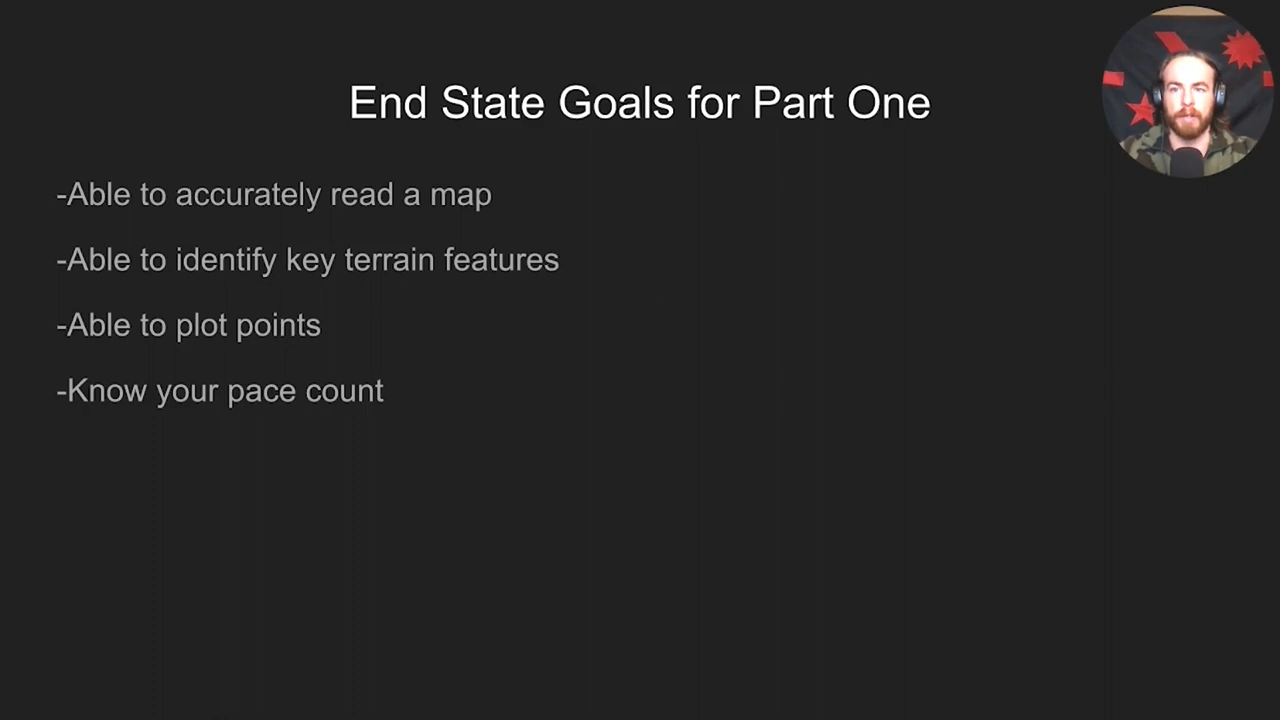 End State Goals for Part One
-Able to accurately read a map
-Able to identify key terrain features
-Able to plot points
-Know your pace count